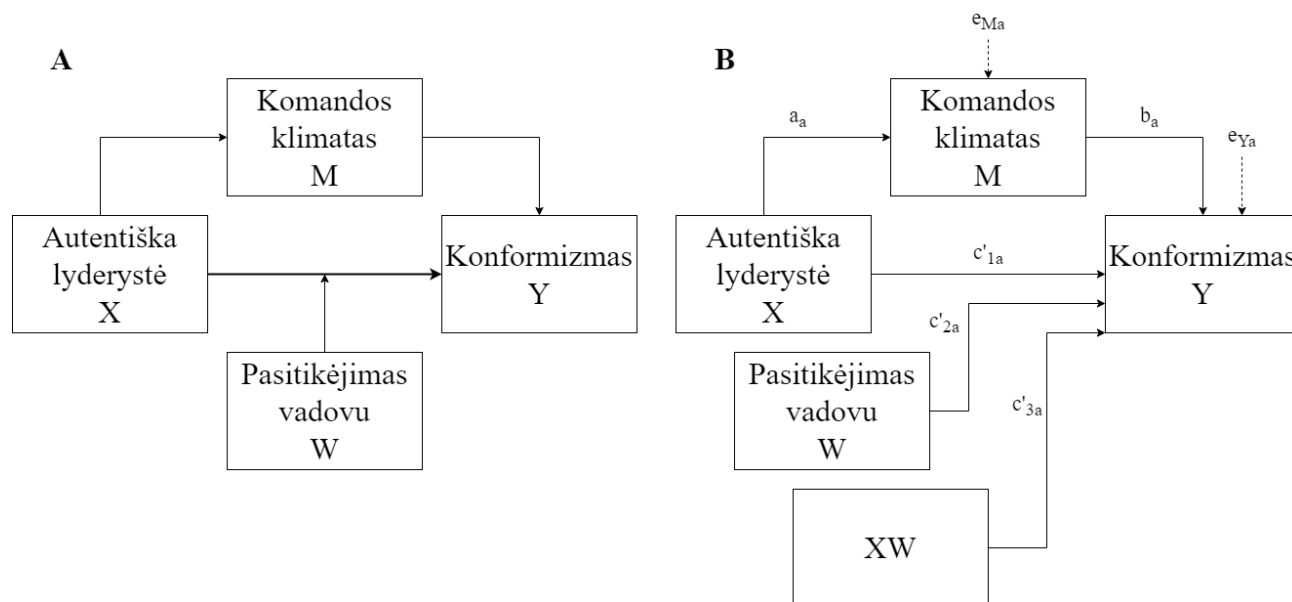 A
Komandos
klimatas
M
Autentiška
lyderystė
X
Konformizmas
Y
Pasitikėjimas
vadovu
W
B
eMa
Komandos
klimatas
M
aa
ba
eYa
Autentiška
lyderystė
X
c'1a
Konformizmas
Y
c'2a
Pasitikėjimas
vadovu
W
c'3a
XW